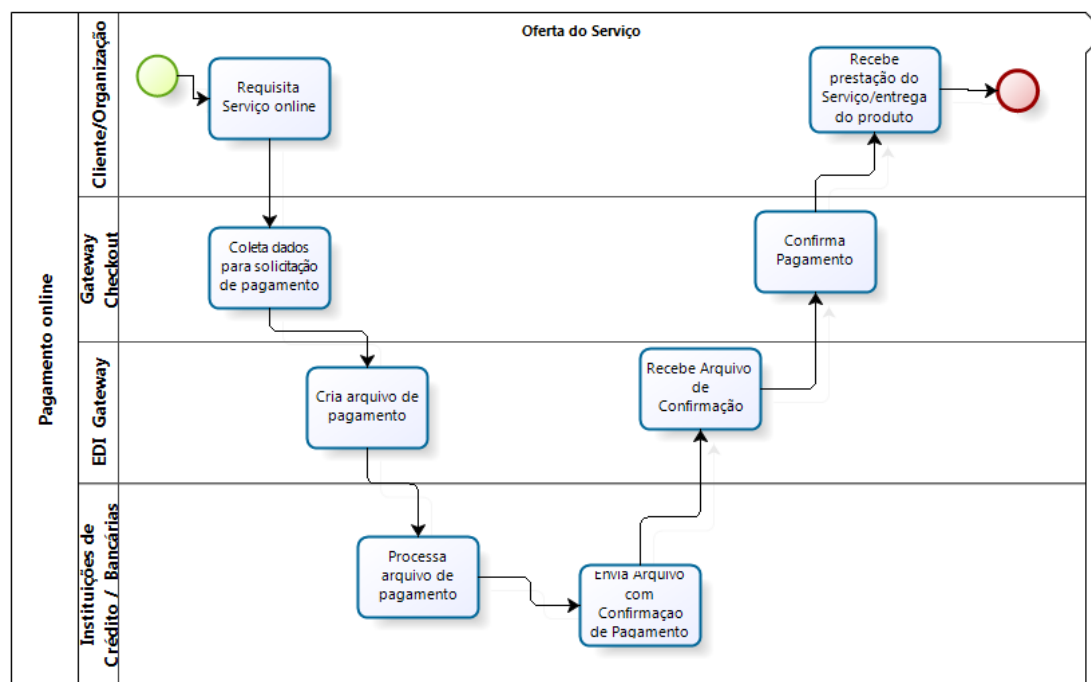 Oferta do Serviço
Pagamento online
Cliente/Organização
Requisita
Serviço online
Recebe
prestação do
Serviço/entrega
do produto
Gateway
Checkout
Coleta dados
para solicitação
de pagamento
Confirma
Pagamento
EDI Gateway
Cria arquivo de
pagamento
Recebe Arquivo
de
Confirmação
Instituições de
Crédito / Bancárias
Processa
arquivo de
pagamento
Envia Arquivo
com
Confirmaçao
de Pagamento